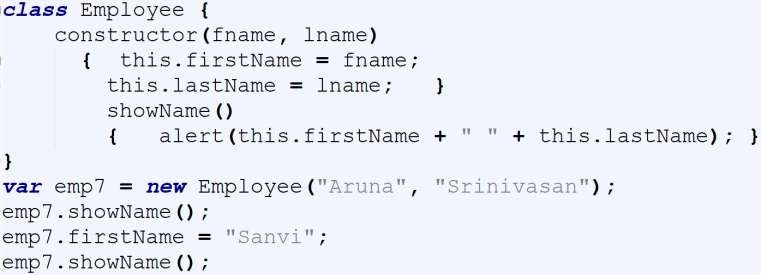 class Employee {
constructor(fname, lname)
{ this.firstName = fname;
this.lastName = lname; }
showName()
{ alert(this.firstName + " " + this.lastName); }
}
var emp7 = new Employee("Aruna", "Srinivasan");
emp7.showName();
emp7.firstName = "Sanvi";
emp7.showName();